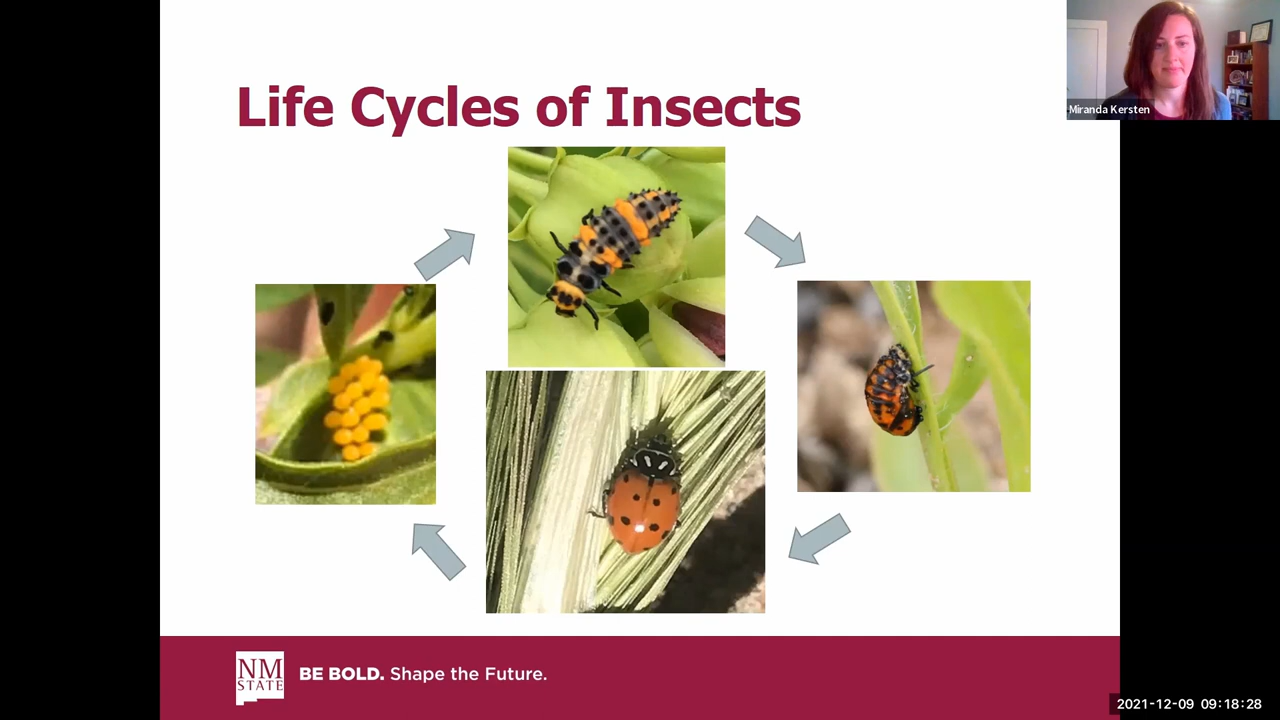 Life Cycles of Insects
Miranda Kersten
NM
STATE
BE BOLD. Shape the Future.
2021-12-09 09:18:28